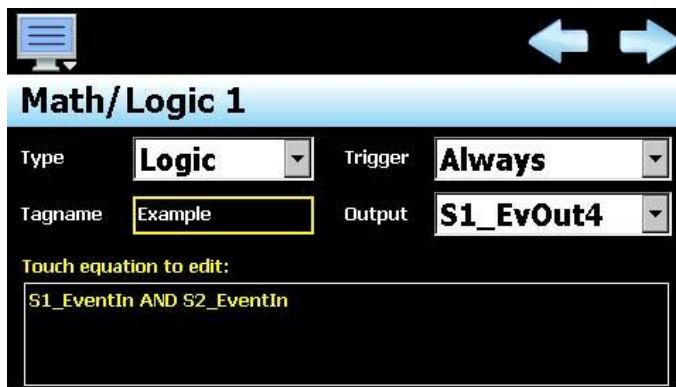 Math/Logic 1
Type Logic Trigger Always
Tagname Example Output S1_EvOut4
Touch equation to edit:
S1_EventIn AND S2_EventIn